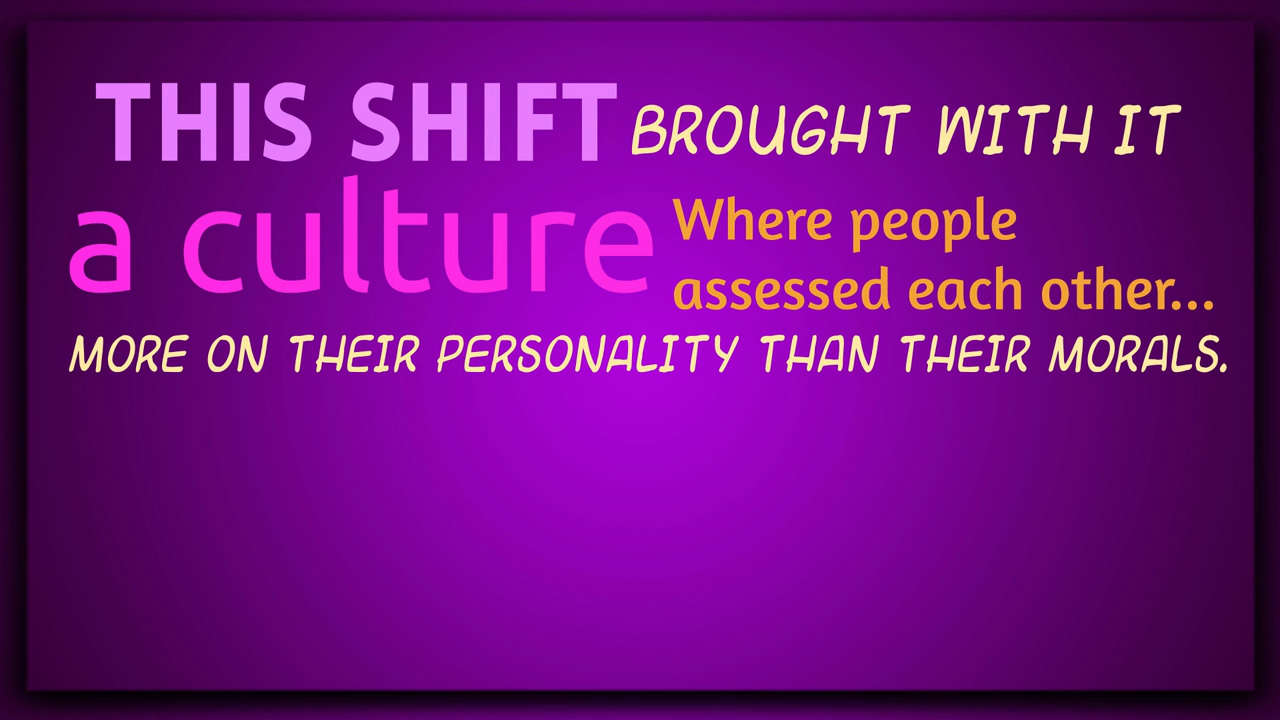 THIS SHIFT BROUGHT WITH IT
a culture Where people
assessed each other...
MORE ON THEIR PERSONALITY THAN THEIR MORALS.